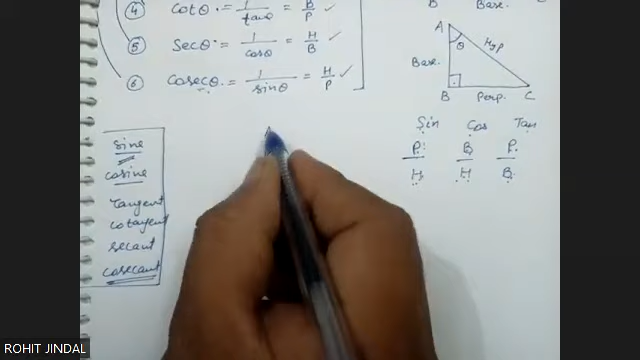 ④ cotθ = 1/tanθ = B/P ✓
⑤ Secθ = 1/cosθ = H/B ✓
⑥ Cosecθ = 1/sinθ = H/P ✓
B Base.
A
θ Hyp
Base.
B Perp. C
Sin Cos Tan
P B P
H H B
sine
cosine
Tangent
cotangent
secant
cosecant
ROHIT JINDAL